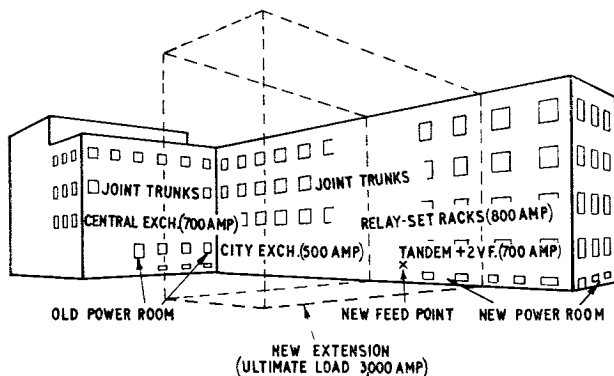 JOINT TRUNKS
JOINT TRUNKS
CENTRAL EXCH.(700 AMP)
RELAY-SET RACKS(800 AMP)
CITY EXCH.(500 AMP)
TANDEM + 2 V.F.(700 AMP)
OLD POWER ROOM
NEW FEED POINT
NEW POWER ROOM
NEW EXTENSION
(ULTIMATE LOAD 3,000 AMP)